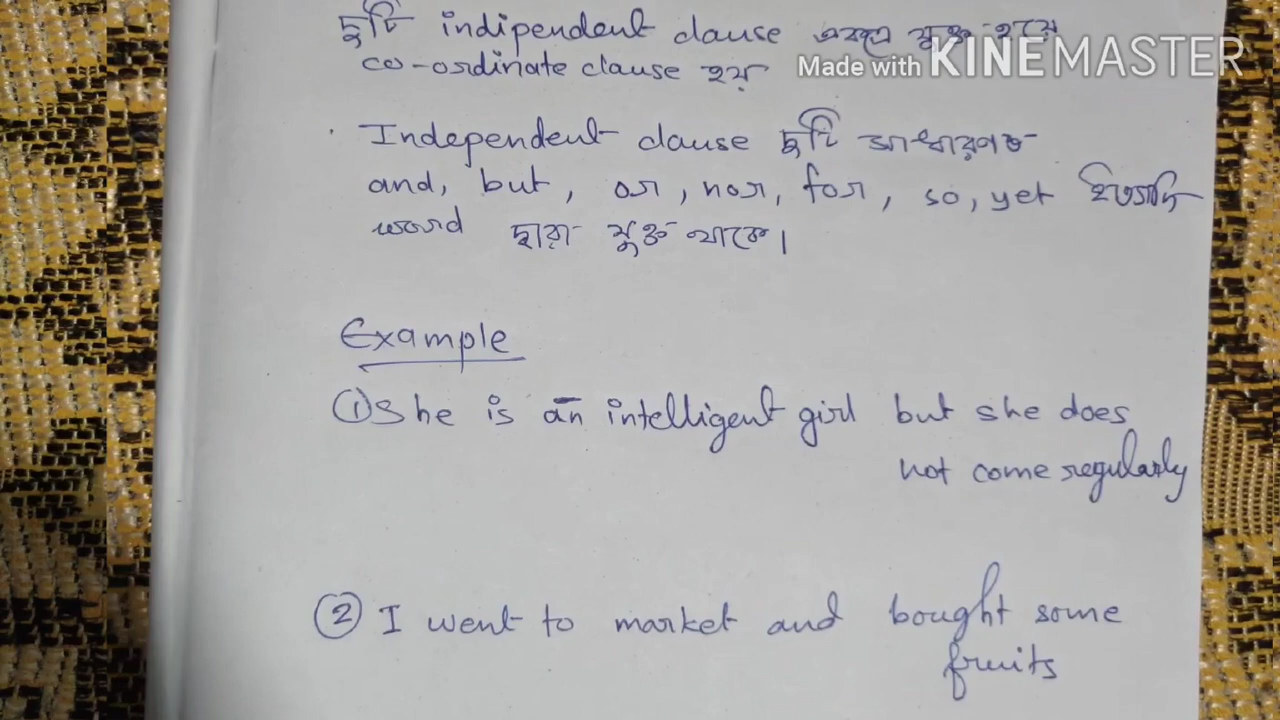 দুটি indipendent clause একত্রে যুক্ত হয়ে
co-ordinate clause হয়
Made with KINEMASTER
Independent clause দুটি সাধারণত
and, but, or, nor, for, so, yet ইত্যাদি
word দ্বারা যুক্ত থাকে।
Example
① She is an intelligent girl but she does
not come regularly
② I went to market and bought some
fruits